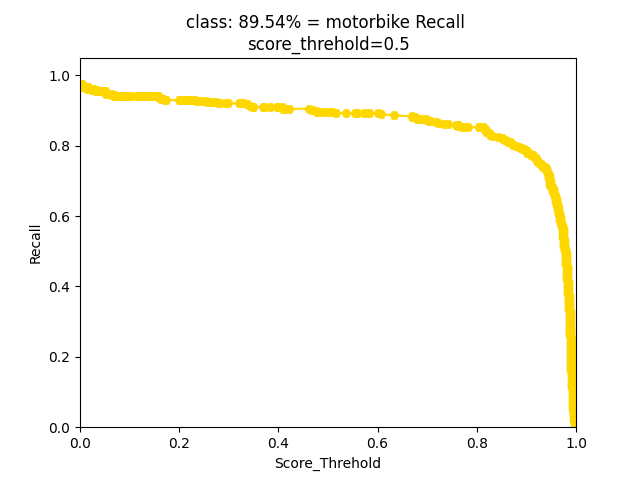 class: 89.54% = motorbike Recall
score_threhold=0.5
1.0
0.8
0.6
0.4
0.2
0.0
Recall
0.0 0.2 0.4 0.6 0.8 1.0
Score_Threhold